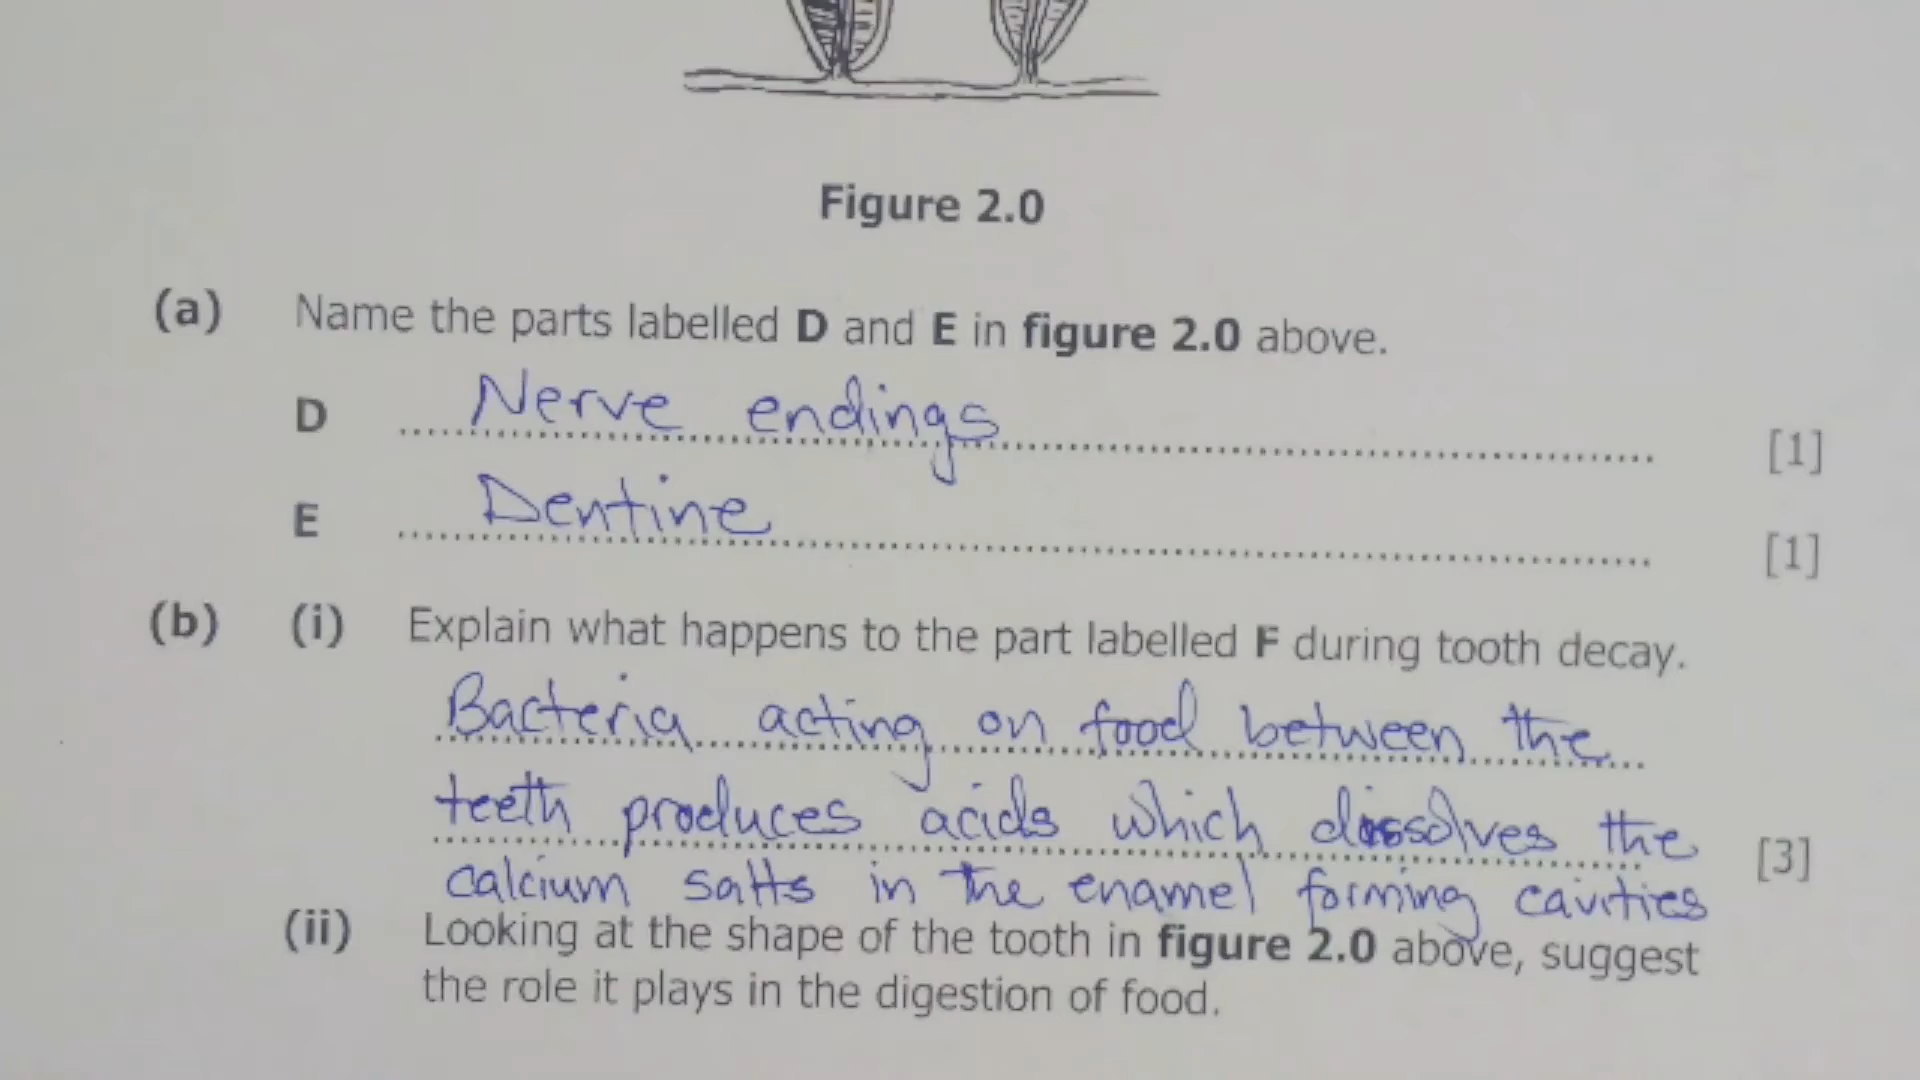 Figure 2.0
(a) Name the parts labelled D and E in figure 2.0 above.
D Nerve endings [1]
E Dentine [1]
(b) (i) Explain what happens to the part labelled F during tooth decay.
Bacteria acting on food between the
teeth produces acids which dissolves the [3]
calcium salts in the enamel forming cavities
(ii) Looking at the shape of the tooth in figure 2.0 above, suggest
the role it plays in the digestion of food.